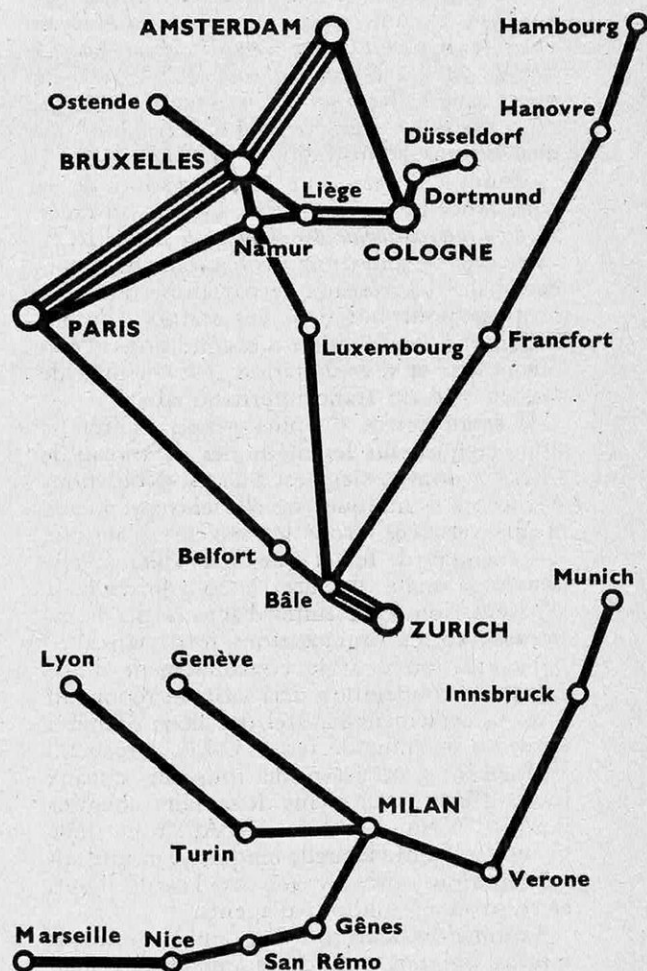 AMSTERDAM
Hambourg
Ostende
Hanovre
Düsseldorf
BRUXELLES
Liège
Dortmund
Namur
COLOGNE
PARIS
Luxembourg
Francfort
Belfort
Munich
Bâle
ZURICH
Lyon
Genève
Innsbruck
MILAN
Turin
Verone
Gênes
Marseille
Nice
San Rémo